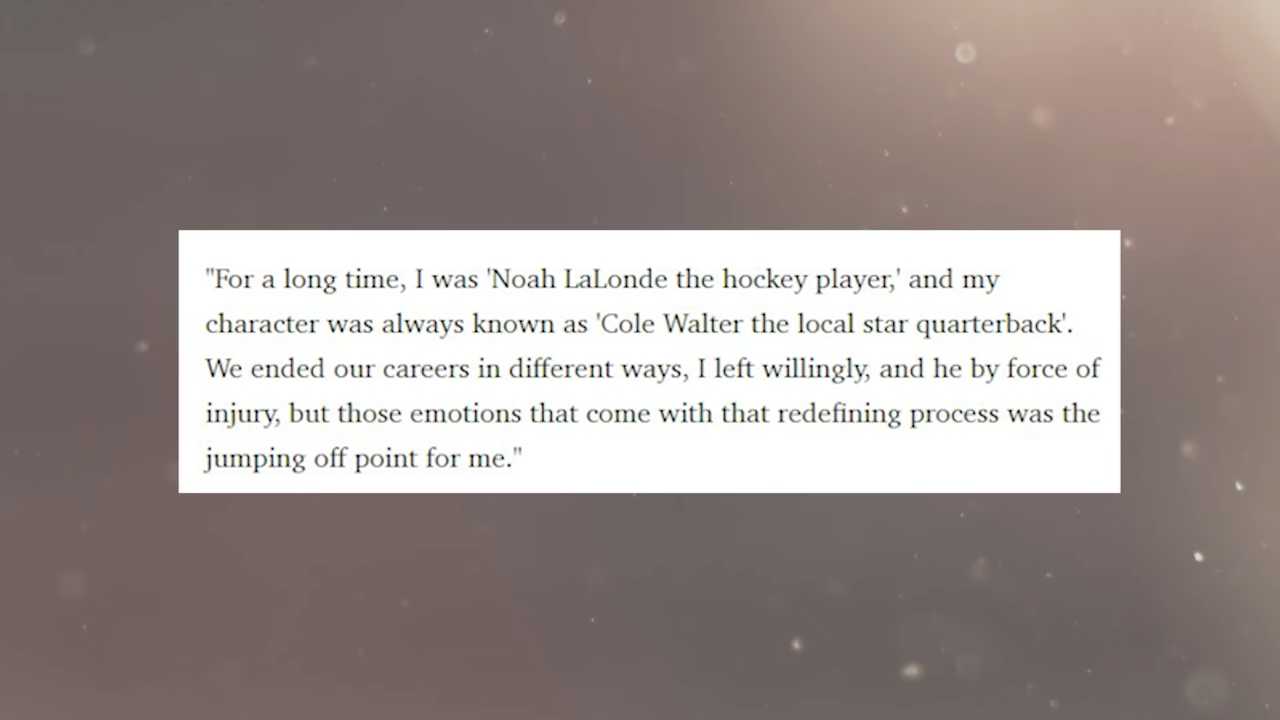 "For a long time, I was 'Noah LaLonde the hockey player,' and my
character was always known as 'Cole Walter the local star quarterback'.
We ended our careers in different ways, I left willingly, and he by force of
injury, but those emotions that come with that redefining process was the
jumping off point for me."